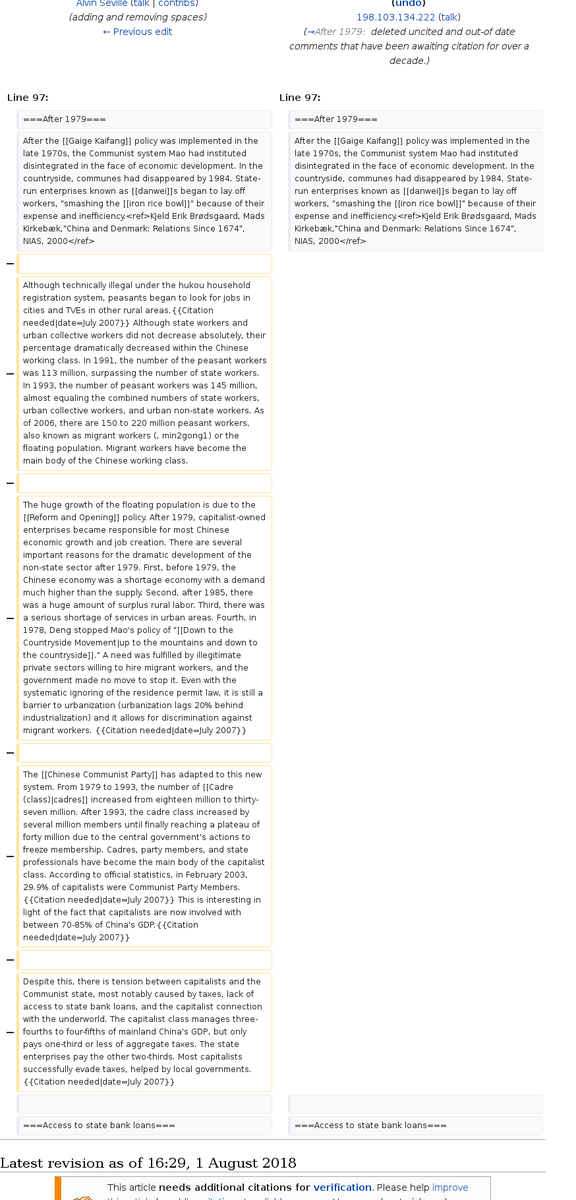 Alvin Seville (talk | contribs)
(adding and removing spaces)
← Previous edit
(undo)
198.103.134.222 (talk)
(→After 1979: deleted uncited and out-of date
comments that have been awaiting citation for over a
decade.)
Line 97:
Line 97:
===After 1979===
===After 1979===
After the [[Gaige Kaifang]] policy was implemented in the
late 1970s, the Communist system Mao had instituted
disintegrated in the face of economic development. In the
countryside, communes had disappeared by 1984. State-
run enterprises known as [[danwei]]s began to lay off
workers, "smashing the [[iron rice bowl]]" because of their
expense and inefficiency.<ref>Kjeld Erik Brødsgaard, Mads
Kirkebæk,"China and Denmark: Relations Since 1674",
NIAS, 2000</ref>
After the [[Gaige Kaifang]] policy was implemented in the
late 1970s, the Communist system Mao had instituted
disintegrated in the face of economic development. In the
countryside, communes had disappeared by 1984. State-
run enterprises known as [[danwei]]s began to lay off
workers, "smashing the [[iron rice bowl]]" because of their
expense and inefficiency.<ref>Kjeld Erik Brødsgaard, Mads
Kirkebæk,"China and Denmark: Relations Since 1674",
NIAS, 2000</ref>
−
−
Although technically illegal under the hukou household
registration system, peasants began to look for jobs in
cities and TVEs in other rural areas.{{Citation
needed|date=July 2007}} Although state workers and
urban collective workers did not decrease absolutely, their
percentage dramatically decreased within the Chinese
working class. In 1991, the number of the peasant workers
was 113 million, surpassing the number of state workers.
In 1993, the number of peasant workers was 145 million,
almost equaling the combined numbers of state workers,
urban collective workers, and urban non-state workers. As
of 2006, there are 150 to 220 million peasant workers,
also known as migrant workers (, min2gong1) or the
floating population. Migrant workers have become the
main body of the Chinese working class.
−
−
The huge growth of the floating population is due to the
[[Reform and Opening]] policy. After 1979, capitalist-owned
enterprises became responsible for most Chinese
economic growth and job creation. There are several
important reasons for the dramatic development of the
non-state sector after 1979. First, before 1979, the
Chinese economy was a shortage economy with a demand
much higher than the supply. Second, after 1985, there
was a huge amount of surplus rural labor. Third, there was
a serious shortage of services in urban areas. Fourth, in
1978, Deng stopped Mao's policy of "[[Down to the
Countryside Movement|up to the mountains and down to
the countryside]]." A need was fulfilled by illegitimate
private sectors willing to hire migrant workers, and the
government made no move to stop it. Even with the
systematic ignoring of the residence permit law, it is still a
barrier to urbanization (urbanization lags 20% behind
industrialization) and it allows for discrimination against
migrant workers. {{Citation needed|date=July 2007}}
−
−
The [[Chinese Communist Party]] has adapted to this new
system. From 1979 to 1993, the number of [[Cadre
(class)|cadres]] increased from eighteen million to thirty-
seven million. After 1993, the cadre class increased by
several million members until finally reaching a plateau of
forty million due to the central government's actions to
freeze membership. Cadres, party members, and state
professionals have become the main body of the capitalist
class. According to official statistics, in February 2003,
29.9% of capitalists were Communist Party Members.
{{Citation needed|date=July 2007}} This is interesting in
light of the fact that capitalists are now involved with
between 70-85% of China's GDP.{{Citation
needed|date=July 2007}}
−
−
Despite this, there is tension between capitalists and the
Communist state, most notably caused by taxes, lack of
access to state bank loans, and the capitalist connection
with the underworld. The capitalist class manages three-
fourths to four-fifths of mainland China's GDP, but only
pays one-third or less of aggregate taxes. The state
enterprises pay the other two-thirds. Most capitalists
successfully evade taxes, helped by local governments.
{{Citation needed|date=July 2007}}
===Access to state bank loans===
===Access to state bank loans===
Latest revision as of 16:29, 1 August 2018
This article needs additional citations for verification. Please help improve